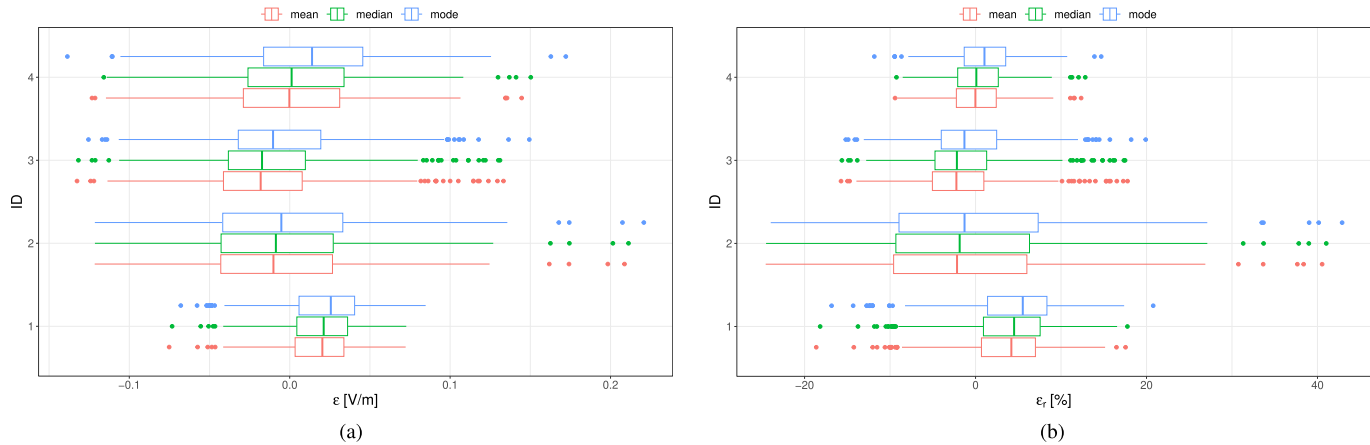 mean median mode
4
3
2
1
ID
−0.1 0.0 0.1 0.2
ε [V/m]
(a)
mean median mode
4
3
2
1
ID
−20 0 20 40
εr [%]
(b)